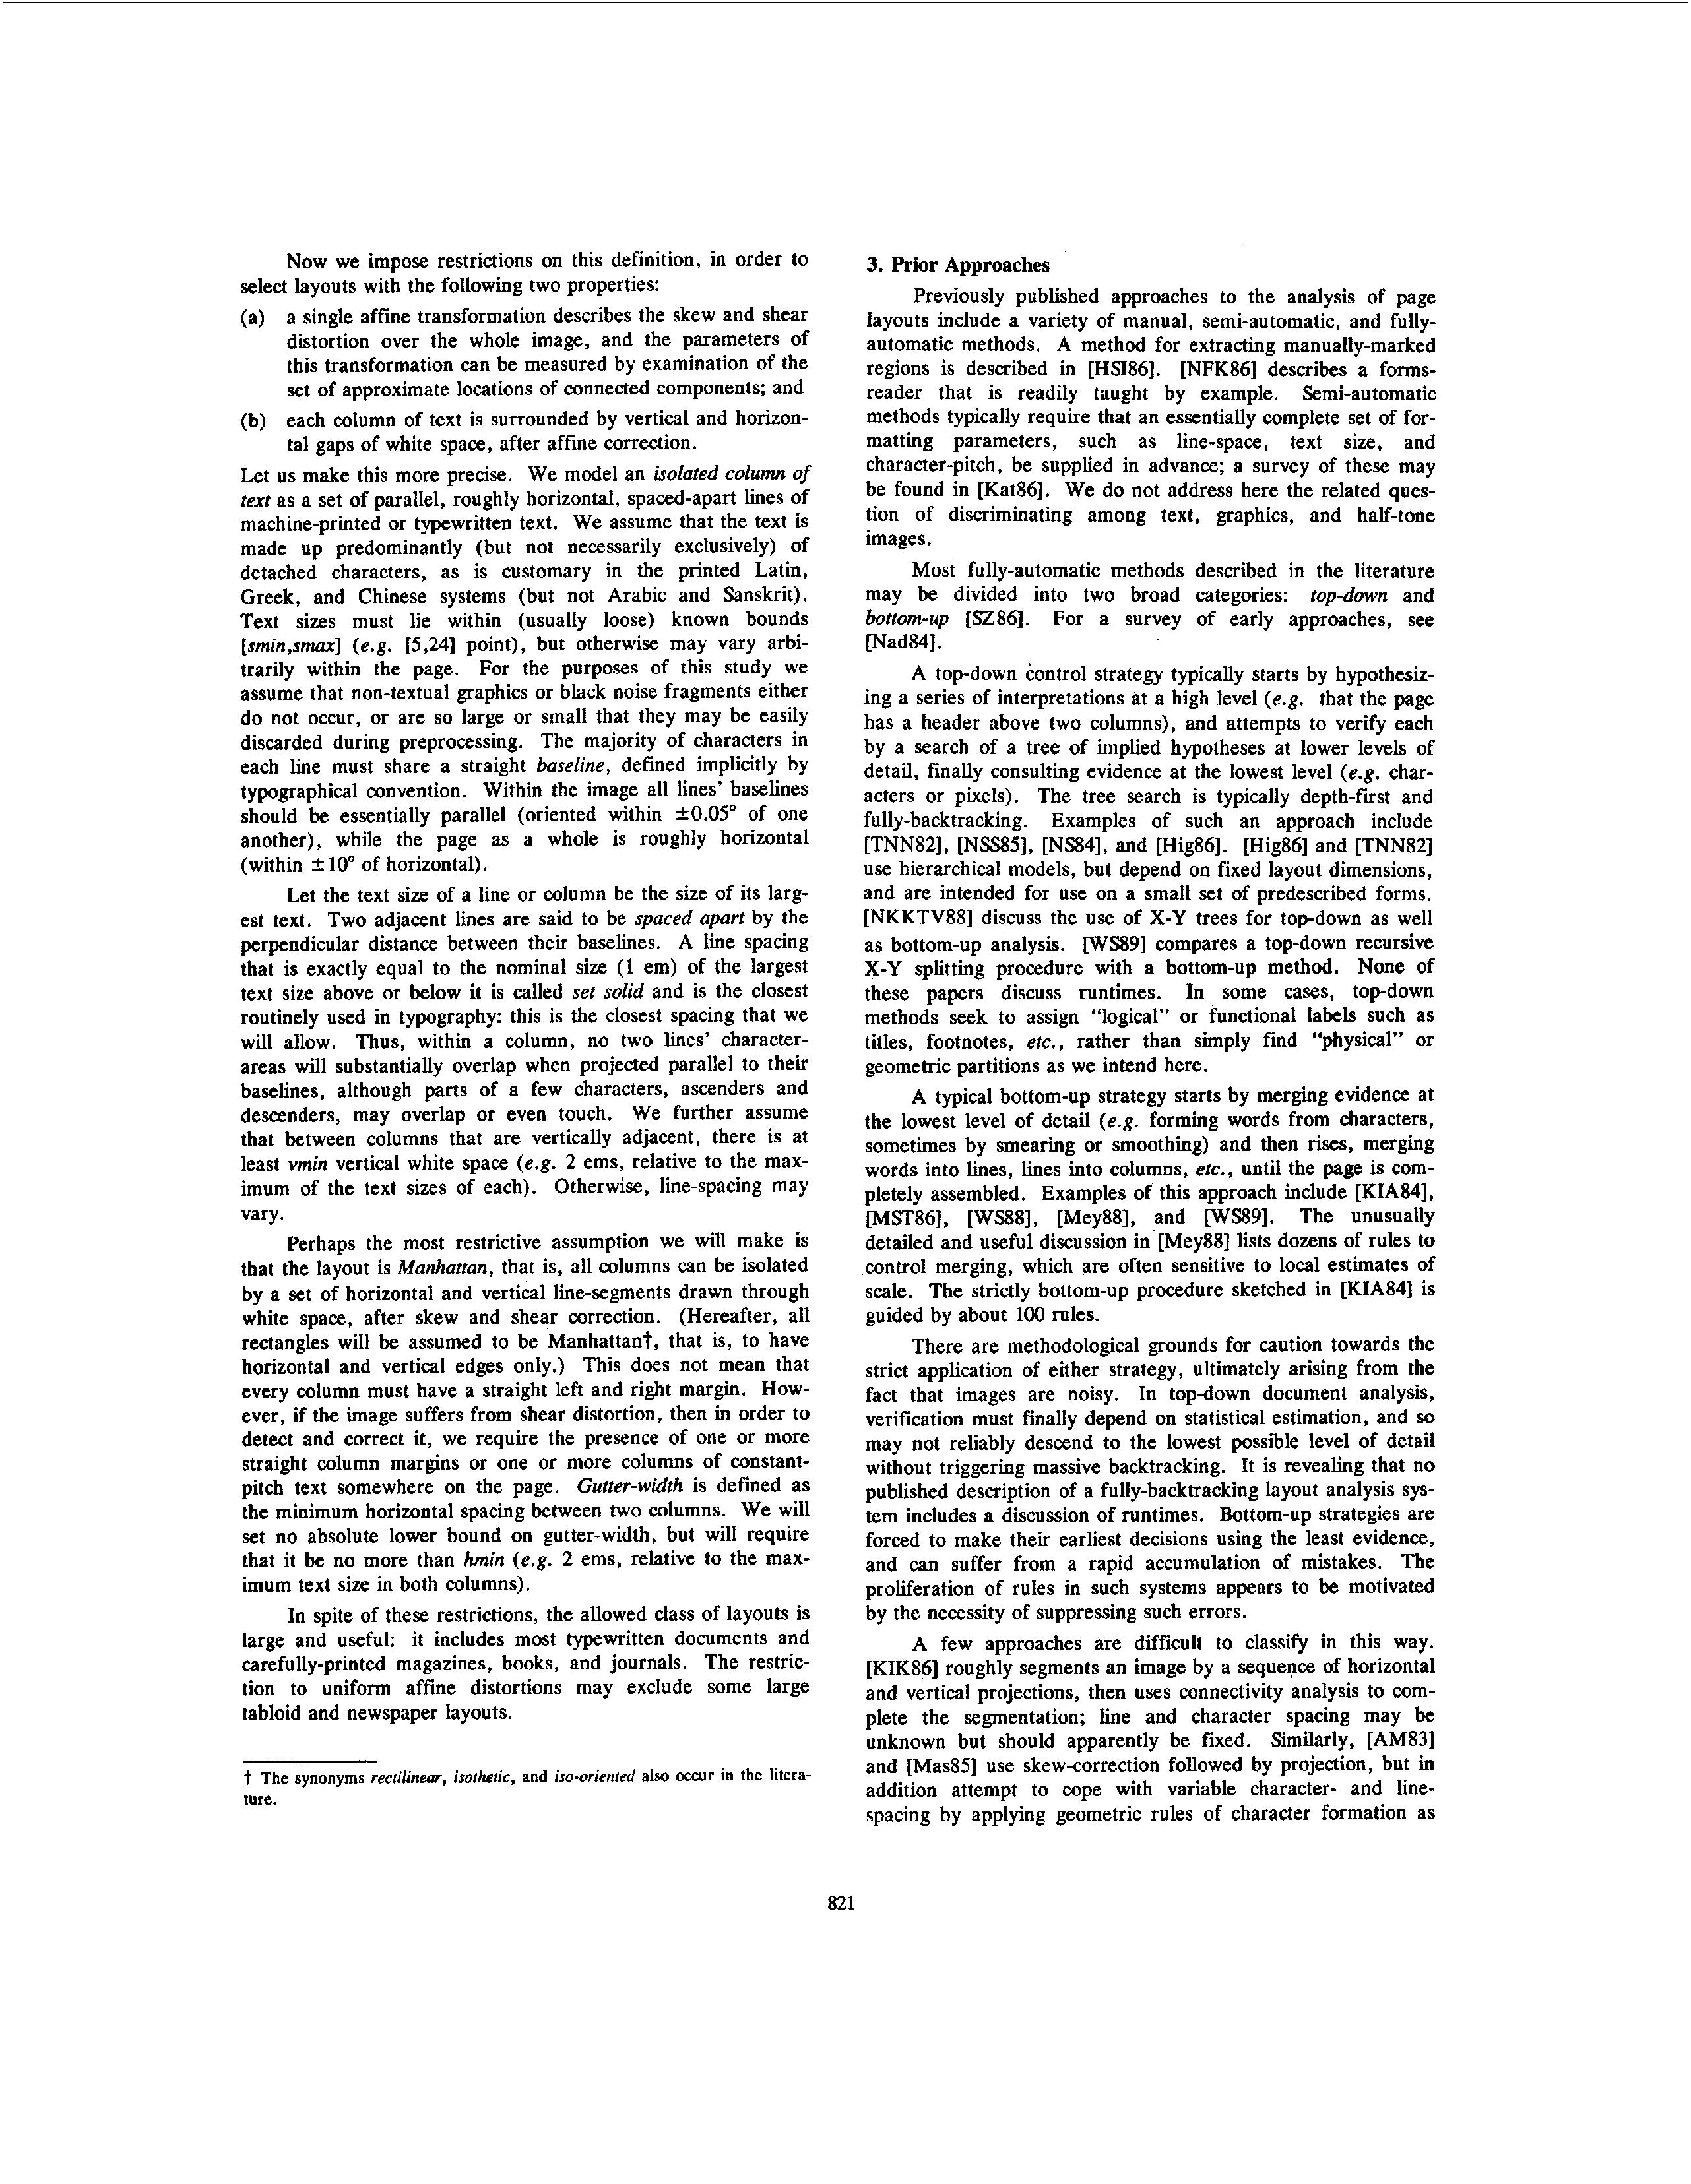 Now we impose restrictions on this definition, in order to
select layouts with the following two properties:
(a) a single affine transformation describes the skew and shear
distortion over the whole image, and the parameters of
this transformation can be measured by examination of the
set of approximate locations of connected components; and
(b) each column of text is surrounded by vertical and horizon-
tal gaps of white space, after affine correction.
Let us make this more precise. We model an isolated column of
text as a set of parallel, roughly horizontal, spaced-apart lines of
machine-printed or typewritten text. We assume that the text is
made up predominantly (but not necessarily exclusively) of
detached characters, as is customary in the printed Latin,
Greek, and Chinese systems (but not Arabic and Sanskrit).
Text sizes must lie within (usually loose) known bounds
[smin,smax] (e.g. [5,24] point), but otherwise may vary arbi-
trarily within the page. For the purposes of this study we
assume that non-textual graphics or black noise fragments either
do not occur, or are so large or small that they may be easily
discarded during preprocessing. The majority of characters in
each line must share a straight baseline, defined implicitly by
typographical convention. Within the image all lines' baselines
should be essentially parallel (oriented within ±0.05° of one
another), while the page as a whole is roughly horizontal
(within ±10° of horizontal).
Let the text size of a line or column be the size of its larg-
est text. Two adjacent lines are said to be spaced apart by the
perpendicular distance between their baselines. A line spacing
that is exactly equal to the nominal size (1 em) of the largest
text size above or below it is called set solid and is the closest
routinely used in typography: this is the closest spacing that we
will allow. Thus, within a column, no two lines' character-
areas will substantially overlap when projected parallel to their
baselines, although parts of a few characters, ascenders and
descenders, may overlap or even touch. We further assume
that between columns that are vertically adjacent, there is at
least vmin vertical white space (e.g. 2 ems, relative to the max-
imum of the text sizes of each). Otherwise, line-spacing may
vary.
Perhaps the most restrictive assumption we will make is
that the layout is Manhattan, that is, all columns can be isolated
by a set of horizontal and vertical line-segments drawn through
white space, after skew and shear correction. (Hereafter, all
rectangles will be assumed to be Manhattan†, that is, to have
horizontal and vertical edges only.) This does not mean that
every column must have a straight left and right margin. How-
ever, if the image suffers from shear distortion, then in order to
detect and correct it, we require the presence of one or more
straight column margins or one or more columns of constant-
pitch text somewhere on the page. Gutter-width is defined as
the minimum horizontal spacing between two columns. We will
set no absolute lower bound on gutter-width, but will require
that it be no more than hmin (e.g. 2 ems, relative to the max-
imum text size in both columns).
In spite of these restrictions, the allowed class of layouts is
large and useful: it includes most typewritten documents and
carefully-printed magazines, books, and journals. The restric-
tion to uniform affine distortions may exclude some large
tabloid and newspaper layouts.
† The synonyms rectilinear, isothetic, and iso-oriented also occur in the litera-
ture.
3. Prior Approaches
Previously published approaches to the analysis of page
layouts include a variety of manual, semi-automatic, and fully-
automatic methods. A method for extracting manually-marked
regions is described in [HSI86]. [NFK86] describes a forms-
reader that is readily taught by example. Semi-automatic
methods typically require that an essentially complete set of for-
matting parameters, such as line-space, text size, and
character-pitch, be supplied in advance; a survey of these may
be found in [Kat86]. We do not address here the related ques-
tion of discriminating among text, graphics, and half-tone
images.
Most fully-automatic methods described in the literature
may be divided into two broad categories: top-down and
bottom-up [SZ86]. For a survey of early approaches, see
[Nad84].
A top-down control strategy typically starts by hypothesiz-
ing a series of interpretations at a high level (e.g. that the page
has a header above two columns), and attempts to verify each
by a search of a tree of implied hypotheses at lower levels of
detail, finally consulting evidence at the lowest level (e.g. char-
acters or pixels). The tree search is typically depth-first and
fully-backtracking. Examples of such an approach include
[TNN82], [NSS85], [NS84], and [Hig86]. [Hig86] and [TNN82]
use hierarchical models, but depend on fixed layout dimensions,
and are intended for use on a small set of predescribed forms.
[NKKTV88] discuss the use of X-Y trees for top-down as well
as bottom-up analysis. [WS89] compares a top-down recursive
X-Y splitting procedure with a bottom-up method. None of
these papers discuss runtimes. In some cases, top-down
methods seek to assign “logical” or functional labels such as
titles, footnotes, etc., rather than simply find “physical” or
geometric partitions as we intend here.
A typical bottom-up strategy starts by merging evidence at
the lowest level of detail (e.g. forming words from characters,
sometimes by smearing or smoothing) and then rises, merging
words into lines, lines into columns, etc., until the page is com-
pletely assembled. Examples of this approach include [KIA84],
[MST86], [WS88], [Mey88], and [WS89]. The unusually
detailed and useful discussion in [Mey88] lists dozens of rules to
control merging, which are often sensitive to local estimates of
scale. The strictly bottom-up procedure sketched in [KIA84] is
guided by about 100 rules.
There are methodological grounds for caution towards the
strict application of either strategy, ultimately arising from the
fact that images are noisy. In top-down document analysis,
verification must finally depend on statistical estimation, and so
may not reliably descend to the lowest possible level of detail
without triggering massive backtracking. It is revealing that no
published description of a fully-backtracking layout analysis sys-
tem includes a discussion of runtimes. Bottom-up strategies are
forced to make their earliest decisions using the least evidence,
and can suffer from a rapid accumulation of mistakes. The
proliferation of rules in such systems appears to be motivated
by the necessity of suppressing such errors.
A few approaches are difficult to classify in this way.
[KIK86] roughly segments an image by a sequence of horizontal
and vertical projections, then uses connectivity analysis to com-
plete the segmentation; line and character spacing may be
unknown but should apparently be fixed. Similarly, [AM83]
and [Mas85] use skew-correction followed by projection, but in
addition attempt to cope with variable character- and line-
spacing by applying geometric rules of character formation as
821